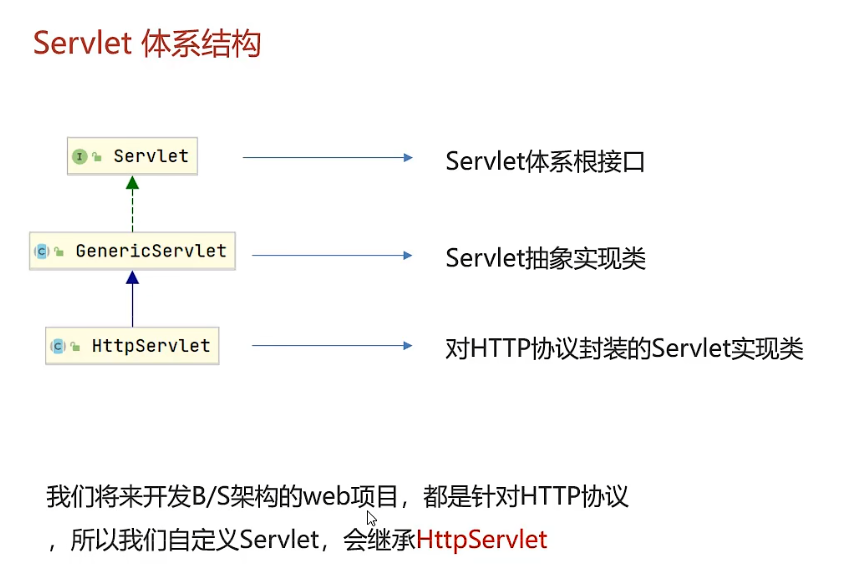 Servlet 体系结构
Servlet
Servlet体系根接口
GenericServlet
Servlet抽象实现类
HttpServlet
对HTTP协议封装的Servlet实现类
我们将来开发B/S架构的web项目，都是针对HTTP协议
，所以我们自定义Servlet，会继承HttpServlet